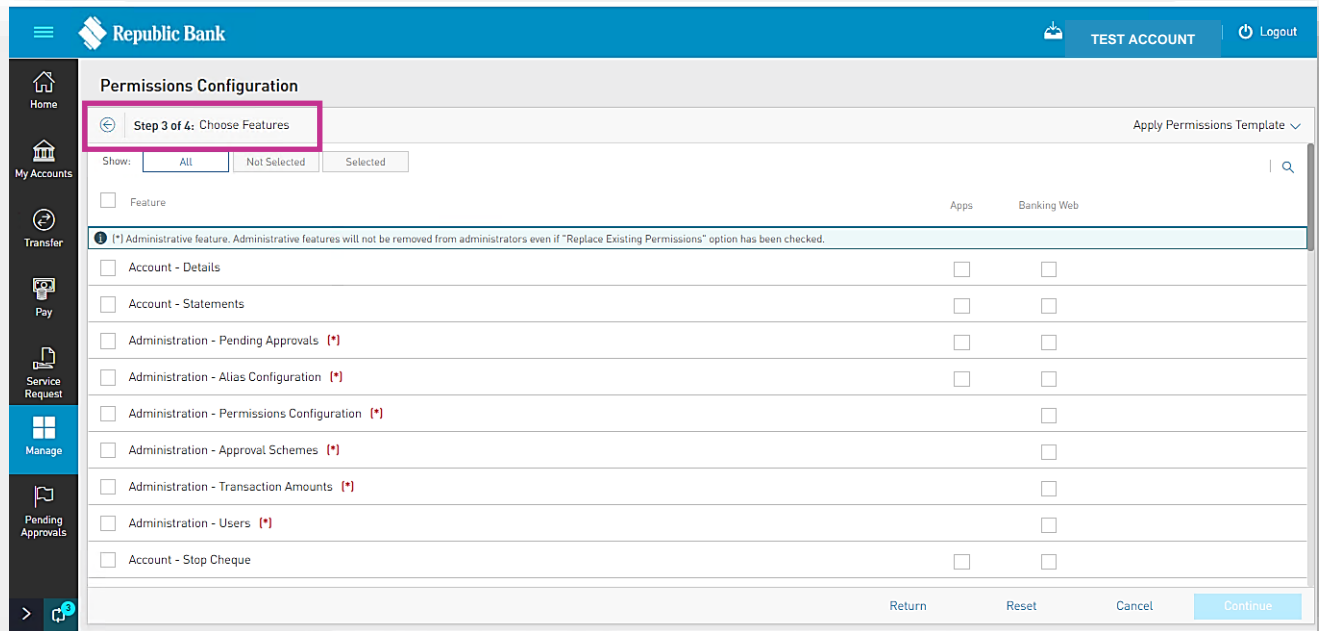 Republic Bank
TEST ACCOUNT
Logout
Home
My Accounts
Transfer
Pay
Service
Request
Manage
Pending
Approvals
3
Permissions Configuration
Step 3 of 4: Choose Features
Apply Permissions Template
Show: All Not Selected Selected
Feature Apps Banking Web
(*) Administrative feature. Administrative features will not be removed from administrators even if "Replace Existing Permissions" option has been checked.
Account - Details
Account - Statements
Administration - Pending Approvals (*)
Administration - Alias Configuration (*)
Administration - Permissions Configuration (*)
Administration - Approval Schemes (*)
Administration - Transaction Amounts (*)
Administration - Users (*)
Account - Stop Cheque
Return Reset Cancel Continue